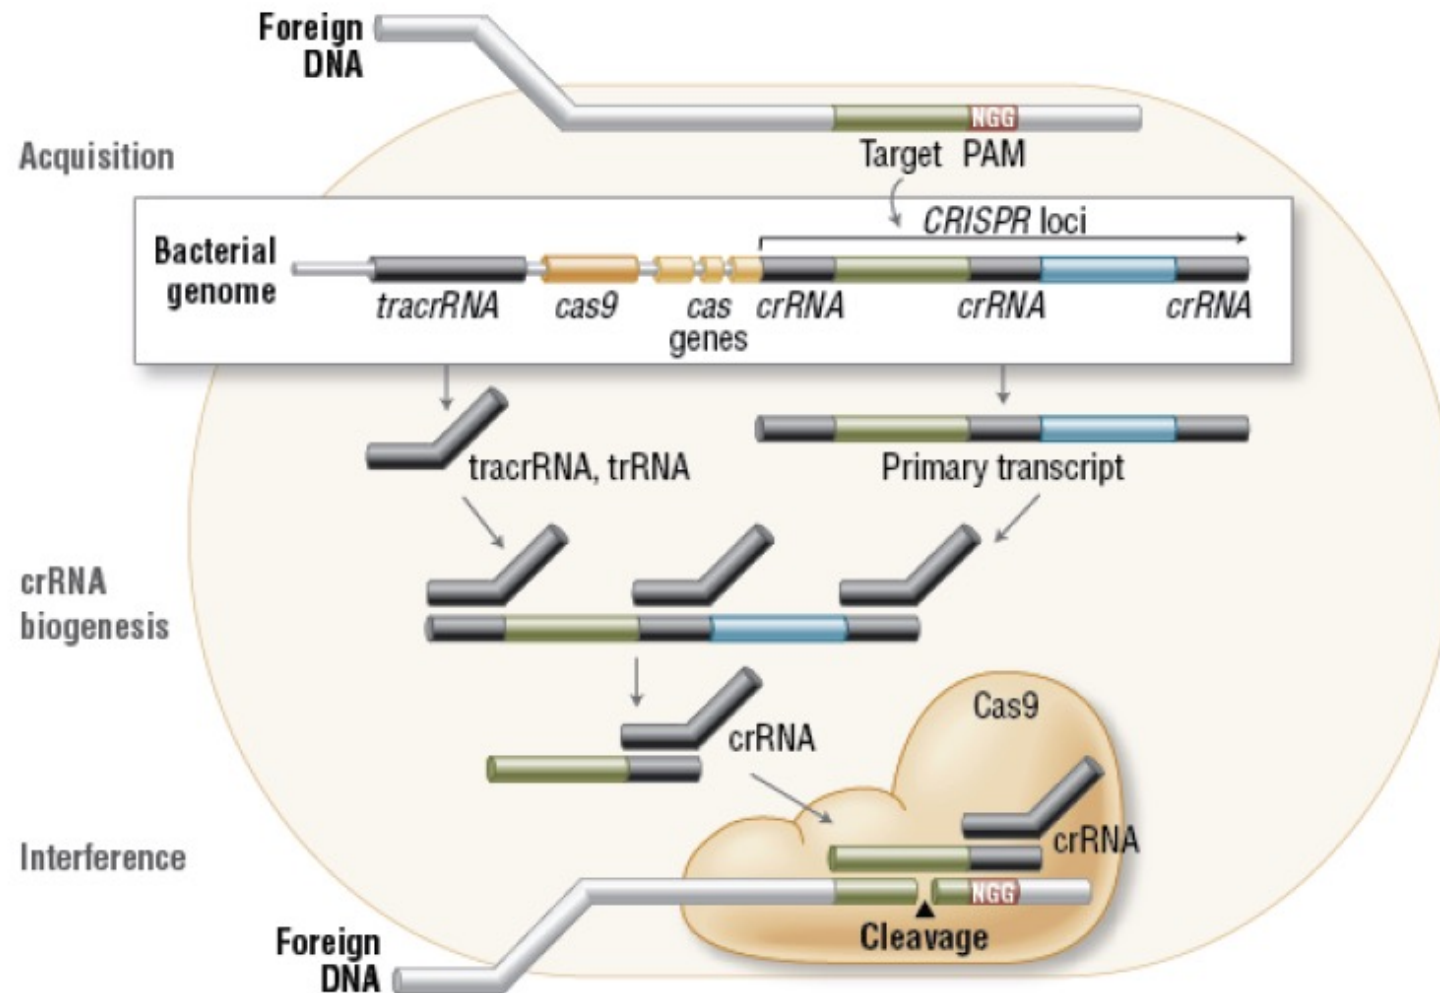 Foreign
DNA
NGG
Target PAM
Acquisition
CRISPR loci
Bacterial
genome
tracrRNA
cas9
cas
genes
crRNA
crRNA
crRNA
tracrRNA, trRNA
Primary transcript
crRNA
biogenesis
crRNA
Cas9
crRNA
Interference
NGG
Cleavage
Foreign
DNA